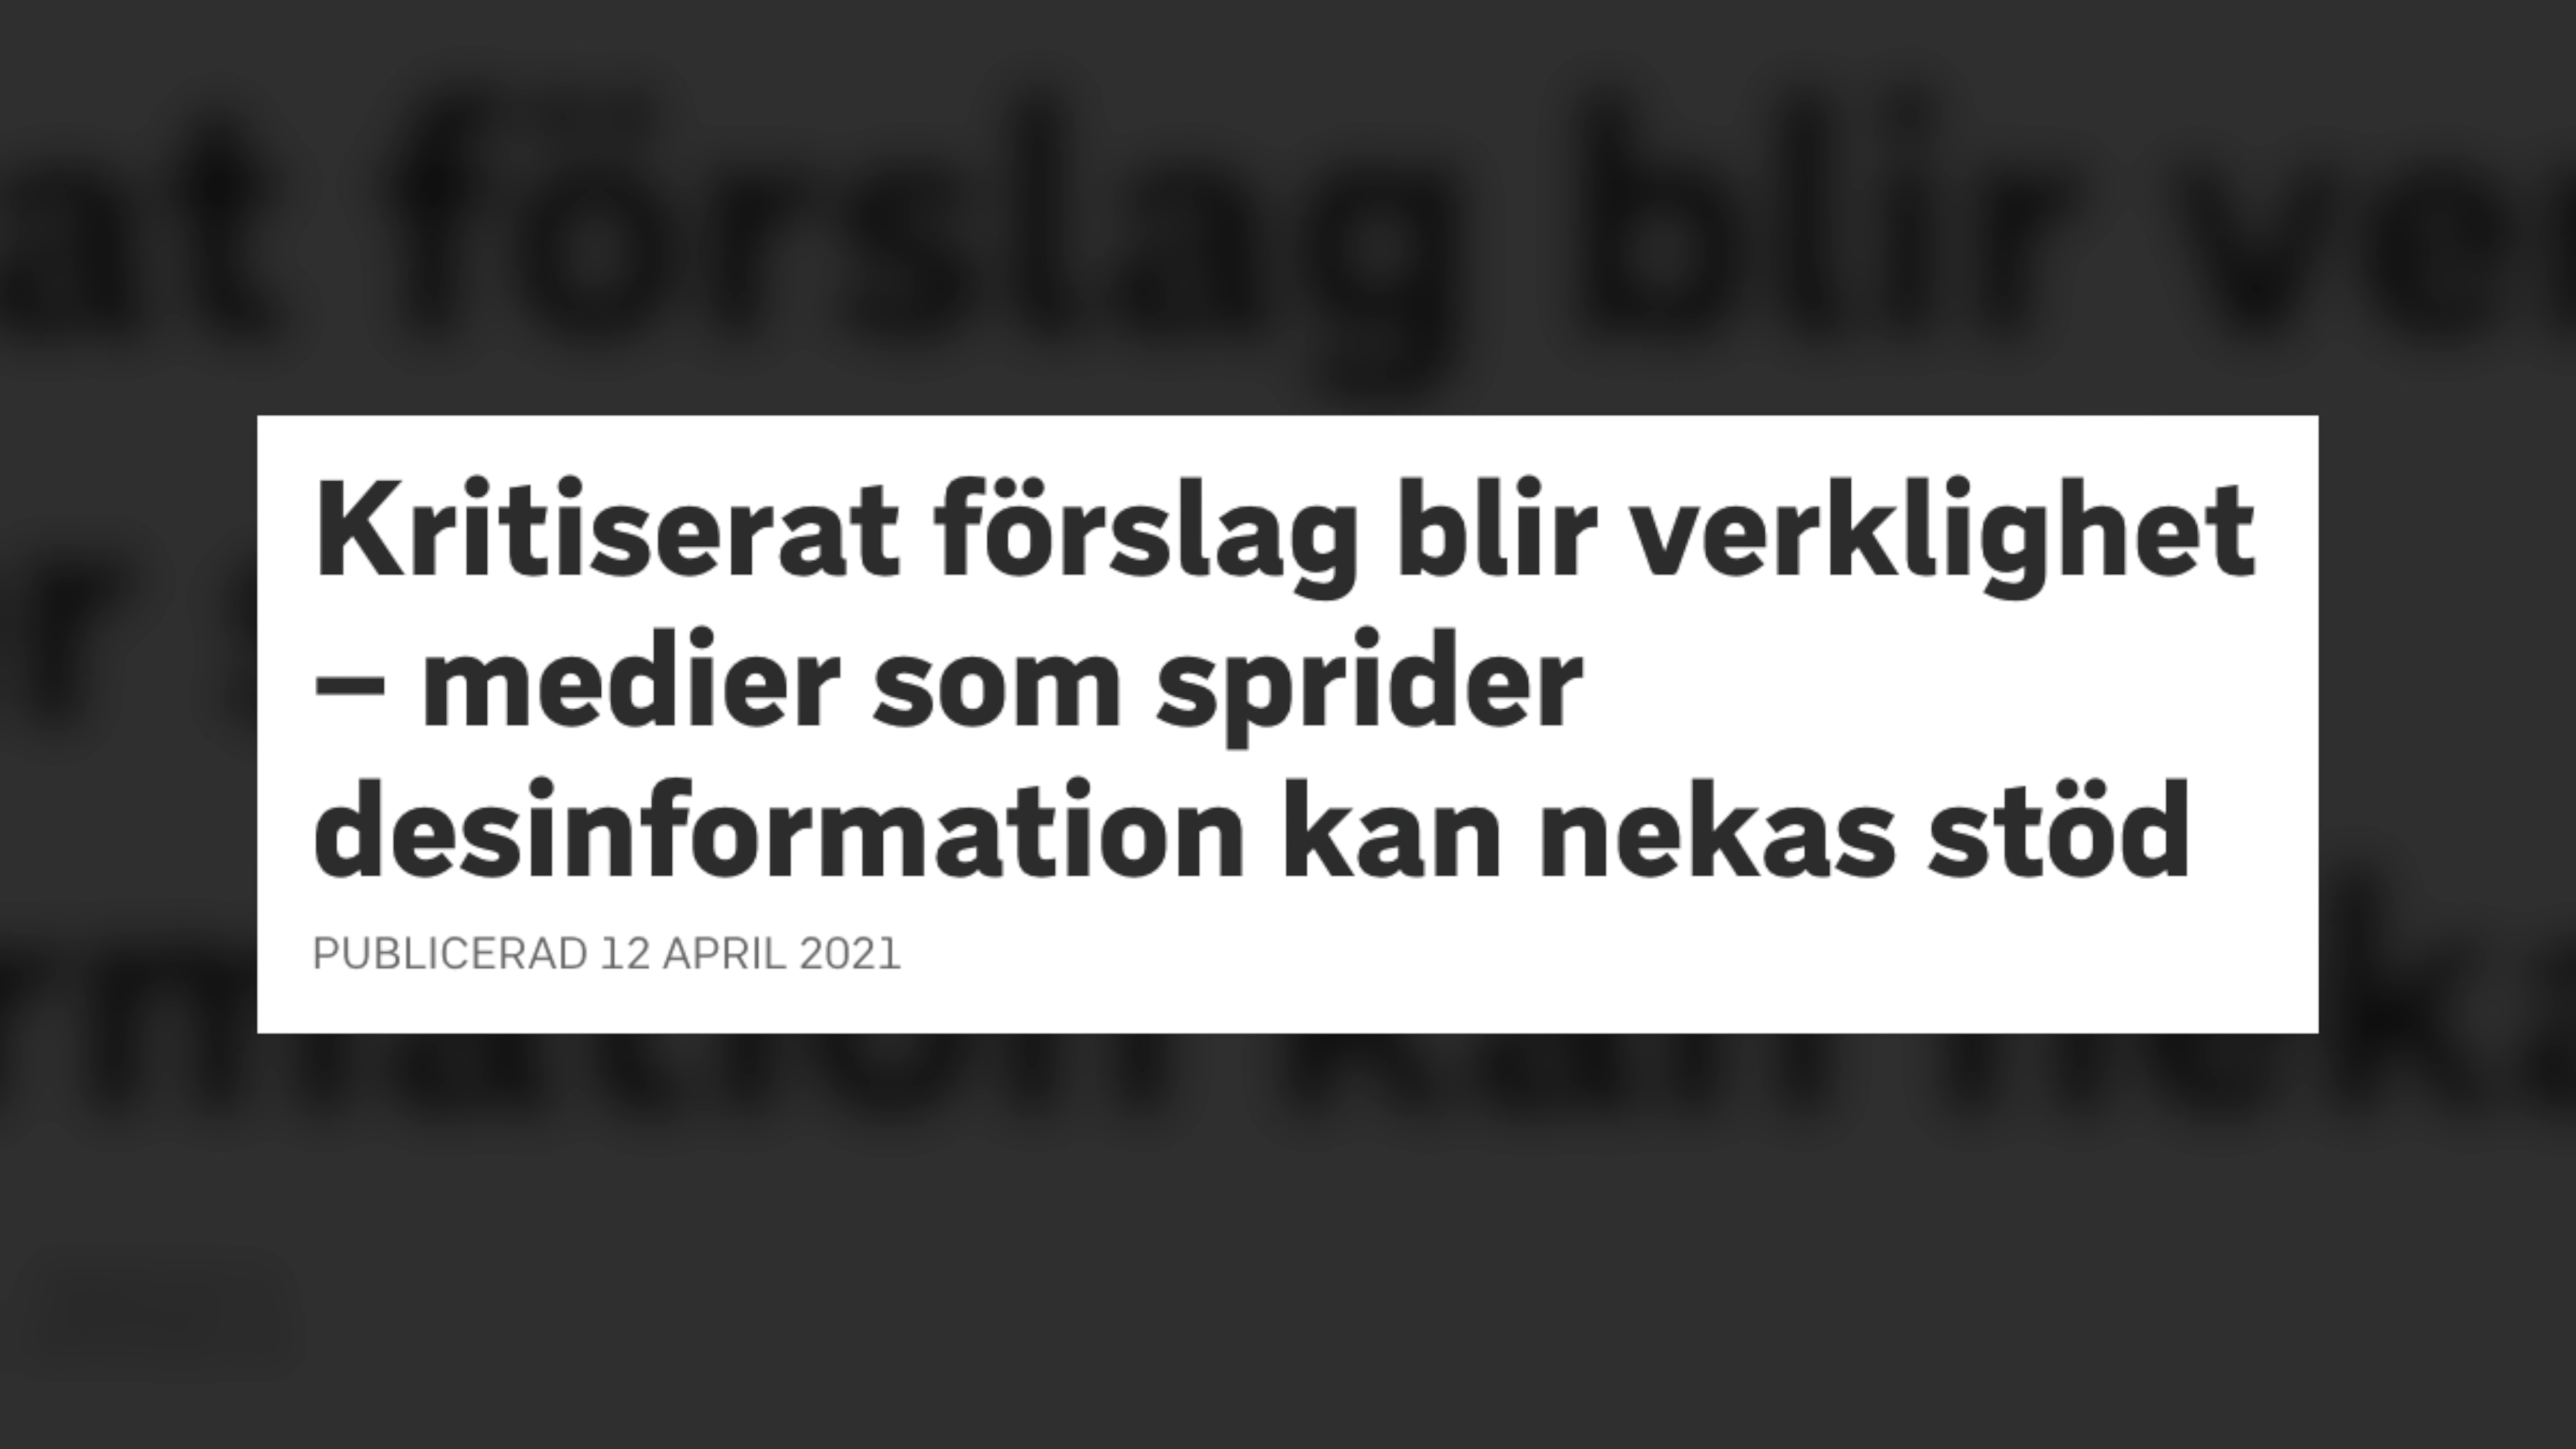 Kritiserat förslag blir verklighet
– medier som sprider
desinformation kan nekas stöd
PUBLICERAD 12 APRIL 2021